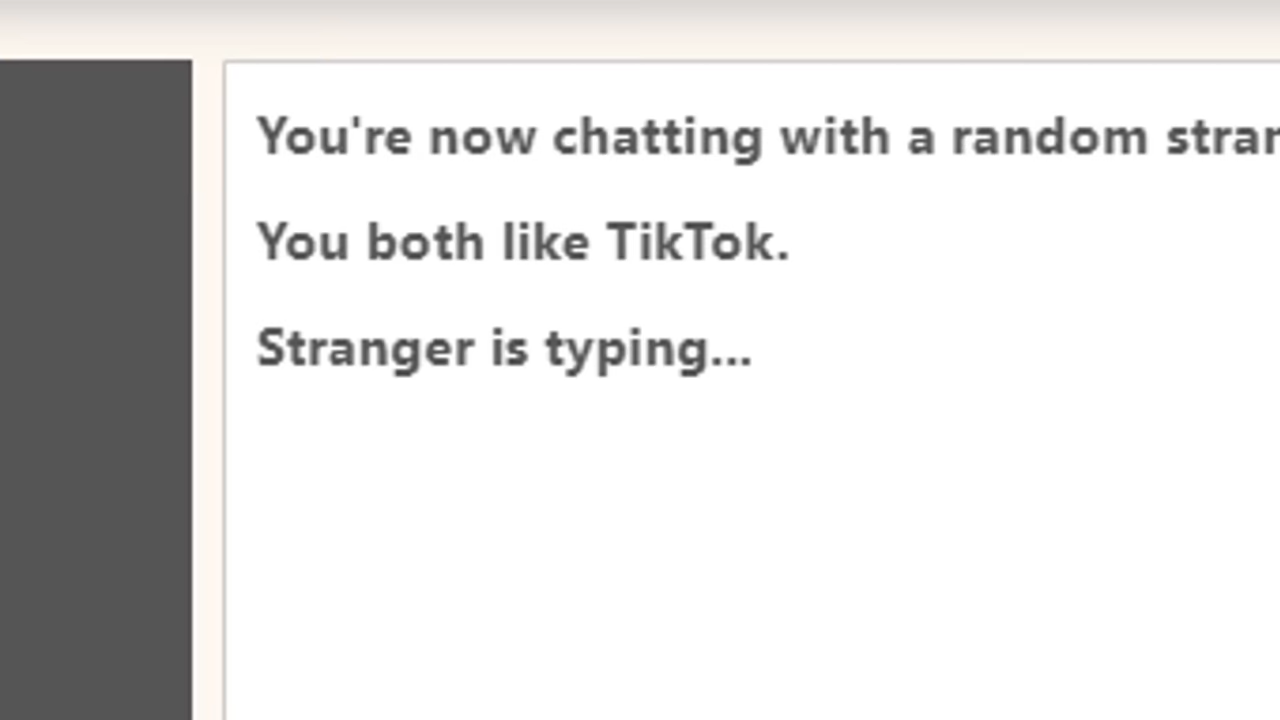 You're now chatting with a random
You both like TikTok.
Stranger is typing...